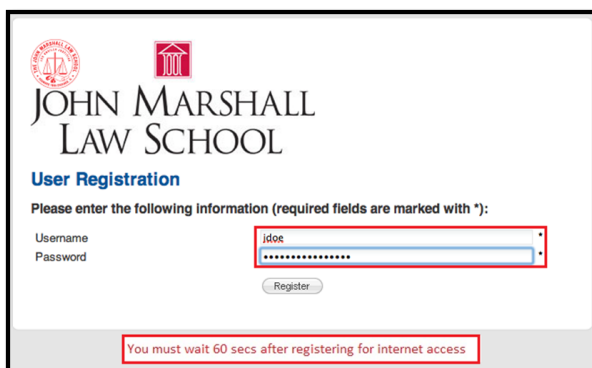 JOHN MARSHALL
LAW SCHOOL
User Registration
Please enter the following information (required fields are marked with *):
Username jdoe *
Password •••••••••••••••• *
Register
You must wait 60 secs after registering for internet access